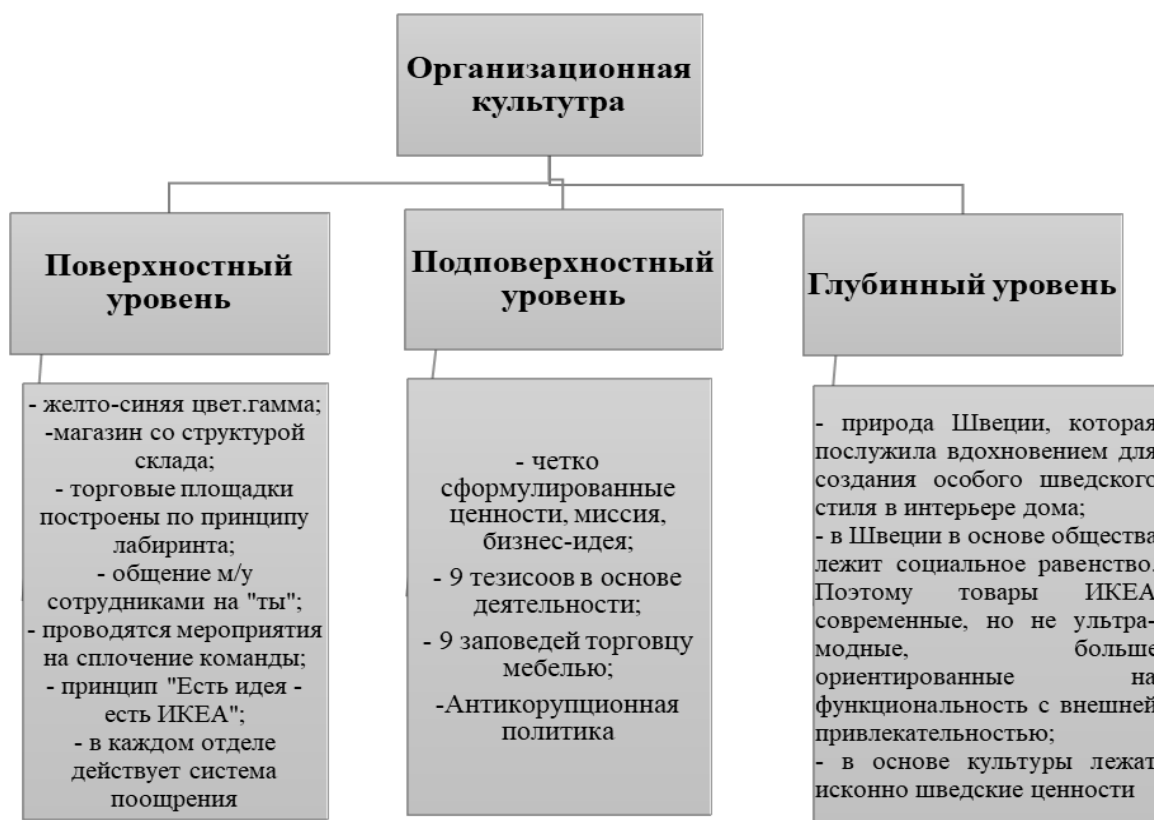 Организационная
культутра
Поверхностный
уровень
- желто-синяя цвет.гамма;
-магазин со структурой
склада;
- торговые площадки
построены по принципу
лабиринта;
- общение м/у
сотрудниками на "ты";
- проводятся мероприятия
на сплочение команды;
- принцип "Есть идея -
есть ИКЕА";
- в каждом отделе
действует система
поощрения
Подповерхностный
уровень
- четко
сформулированные
ценности, миссия,
бизнес-идея;
- 9 тезисоов в основе
деятельности;
- 9 заповедей торговцу
мебелью;
-Антикорупционная
политика
Глубинный уровень
- природа Швеции, которая
послужила вдохновением для
создания особого шведского
стиля в интерьере дома;
- в Швеции в основе общества
лежит социальное равенство.
Поэтому товары ИКЕА
современные, но не ультра-
модные, больше
ориентированные на
функциональность с внешней
привлекательностью;
- в основе культуры лежат
исконно шведские ценности